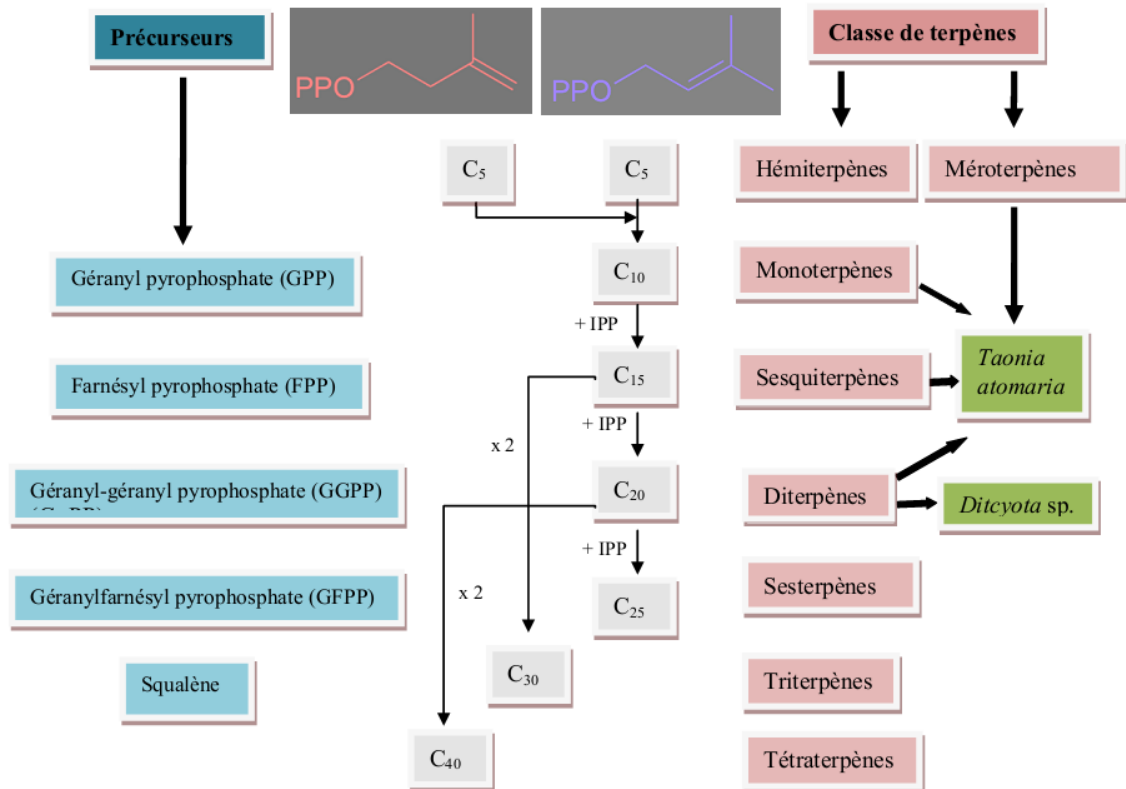 Précurseurs
PPO
PPO
Classe de terpènes
C₅
C₅
Hémiterpènes
Méroterpènes
Géranyl pyrophosphate (GPP)
C₁₀
Monoterpènes
+ IPP
Farnésyl pyrophosphate (FPP)
C₁₅
Sesquiterpènes
Taonia
atomaria
x 2
+ IPP
Géranyl-géranyl pyrophosphate (GGPP)
C₂₀
Diterpènes
Ditcyota sp.
+ IPP
Géranylfarnésyl pyrophosphate (GFPP)
x 2
C₂₅
Sesterpènes
Squalène
C₃₀
Triterpènes
C₄₀
Tétraterpènes